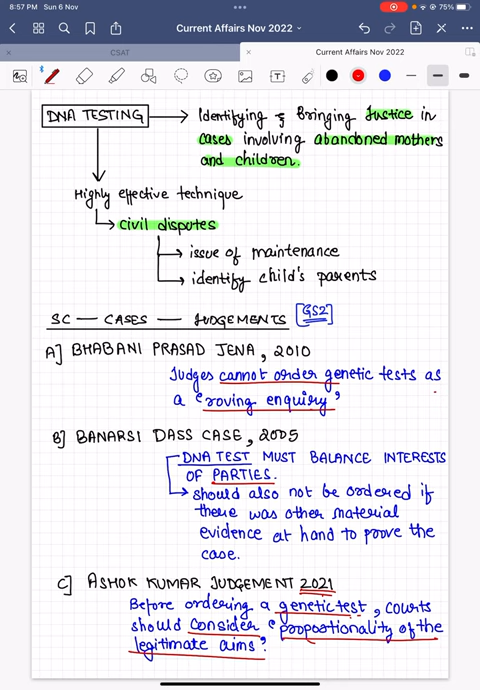 8:57 PM Sun 6 Nov
75%
Current Affairs Nov 2022
CSAT
Current Affairs Nov 2022
DNA TESTING → Identifying & Bringing Justice in
cases involving abandoned mothers
and children.
Highly effective technique
→ civil disputes
→ issue of maintenance
→ identify child's parents
SC — CASES — JUDGEMENTS [GS2]
A] BHABANI PRASAD JENA, 2010
Judges cannot order genetic tests as
a "roving enquiry"
B] BANARSI DASS CASE, 2005
DNA TEST MUST BALANCE INTERESTS
OF PARTIES.
→ should also not be ordered if
there was other material
evidence at hand to prove the
case.
C] ASHOK KUMAR JUDGEMENT 2021
Before ordering a genetic test, courts
should consider "proportionality of the
legitimate aims".